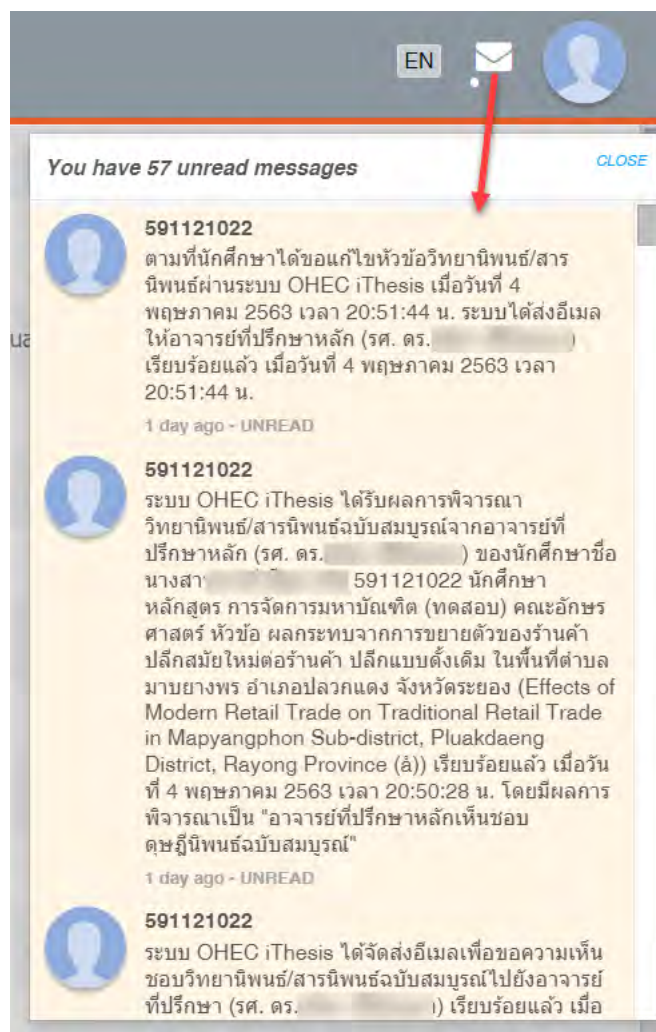 EN
You have 57 unread messages
CLOSE
591121022
ตามที่นักศึกษาได้ขอแก้ไขหัวข้อวิทยานิพนธ์/สาร
นิพนธ์ผ่านระบบ OHEC iThesis เมื่อวันที่ 4
พฤษภาคม 2563 เวลา 20:51:44 น. ระบบได้ส่งอีเมล
ให้อาจารย์ที่ปรึกษาหลัก (รศ. ดร. )
เรียบร้อยแล้ว เมื่อวันที่ 4 พฤษภาคม 2563 เวลา
20:51:44 น.
1 day ago - UNREAD
591121022
ระบบ OHEC iThesis ได้รับผลการพิจารณา
วิทยานิพนธ์/สารนิพนธ์ฉบับสมบูรณ์จากอาจารย์ที่
ปรึกษาหลัก (รศ. ดร. ) ของนักศึกษาชื่อ
นางสา 591121022 นักศึกษา
หลักสูตร การจัดการมหาบัณฑิต (ทดสอบ) คณะอักษร
ศาสตร์ หัวข้อ ผลกระทบจากการขยายตัวของร้านค้า
ปลีกสมัยใหม่ต่อร้านค้า ปลีกแบบดั้งเดิม ในพื้นที่ตำบล
มาบยางพร อำเภอปลวกแดง จังหวัดระยอง (Effects of
Modern Retail Trade on Traditional Retail Trade
in Mapyangphon Sub-district, Pluakdaeng
District, Rayong Province (å)) เรียบร้อยแล้ว เมื่อวัน
ที่ 4 พฤษภาคม 2563 เวลา 20:50:28 น. โดยมีผลการ
พิจารณาเป็น "อาจารย์ที่ปรึกษาหลักเห็นชอบ
ดุษฎีนิพนธ์ฉบับสมบูรณ์"
1 day ago - UNREAD
591121022
ระบบ OHEC iThesis ได้จัดส่งอีเมลเพื่อขอความเห็น
ชอบวิทยานิพนธ์/สารนิพนธ์ฉบับสมบูรณ์ไปยังอาจารย์
ที่ปรึกษา (รศ. ดร. ) เรียบร้อยแล้ว เมื่อ